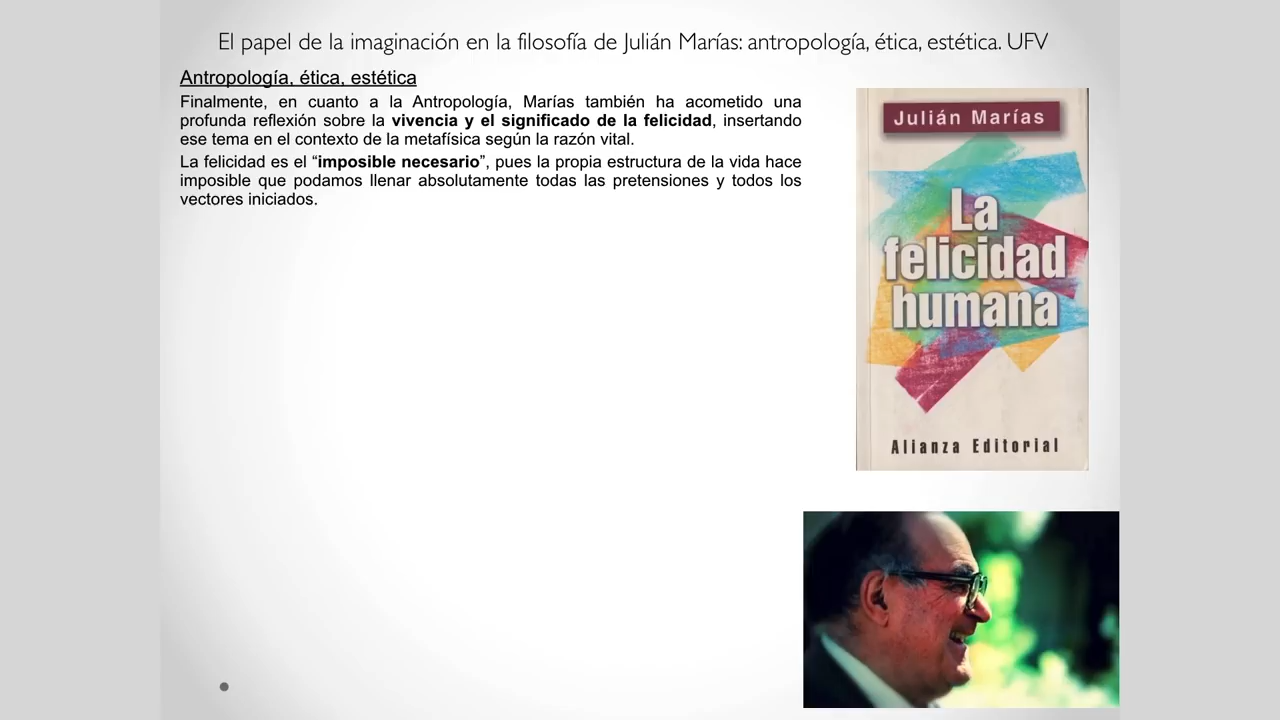 El papel de la imaginación en la filosofía de Julián Marías: antropología, ética, estética. UFV
Antropología, ética, estética
Finalmente, en cuanto a la Antropología, Marías también ha acometido una
profunda reflexión sobre la vivencia y el significado de la felicidad, insertando
ese tema en el contexto de la metafísica según la razón vital.
La felicidad es el “imposible necesario”, pues la propia estructura de la vida hace
imposible que podamos llenar absolutamente todas las pretensiones y todos los
vectores iniciados.
Julián Marías
La
felicidad
humana
Alianza Editorial